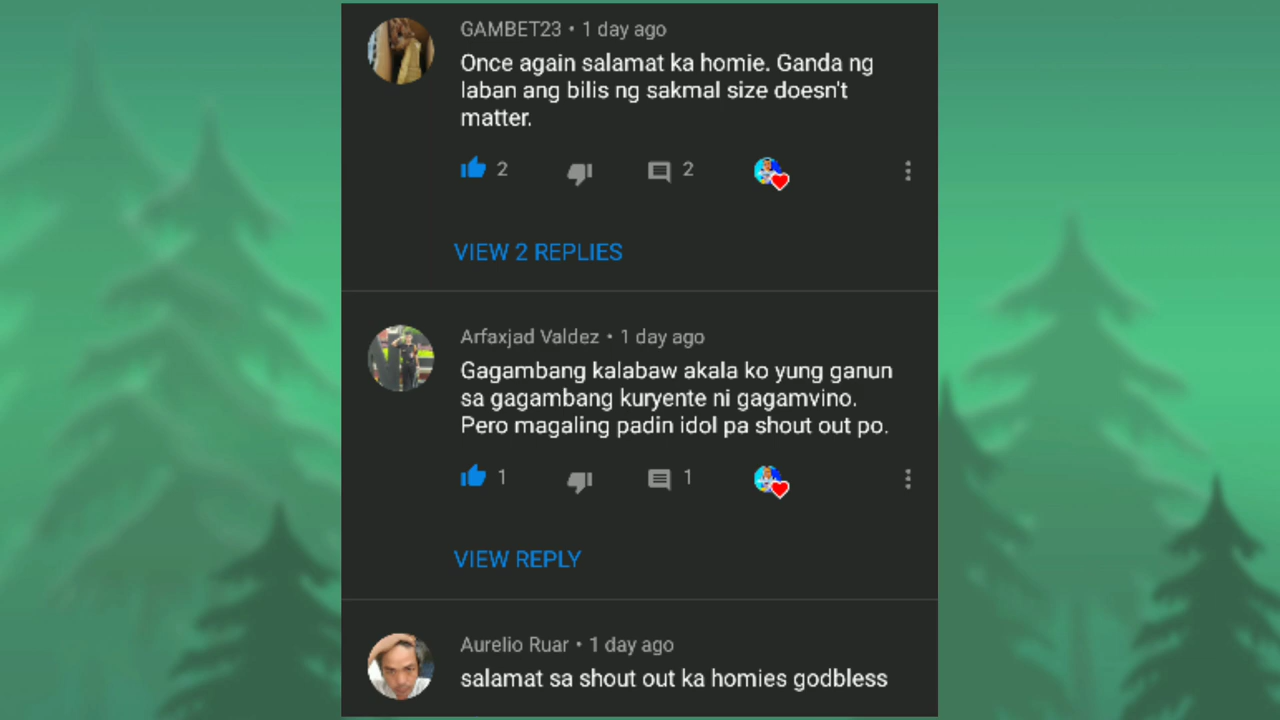 GAMBET23 • 1 day ago
Once again salamat ka homie. Ganda ng
laban ang bilis ng sakmal size doesn't
matter.
2
2
VIEW 2 REPLIES
Arfaxjad Valdez • 1 day ago
Gagambang kalabaw akala ko yung ganun
sa gagambang kuryente ni gagamvino.
Pero magaling padin idol pa shout out po.
1
1
VIEW REPLY
Aurelio Ruar • 1 day ago
salamat sa shout out ka homies godbless